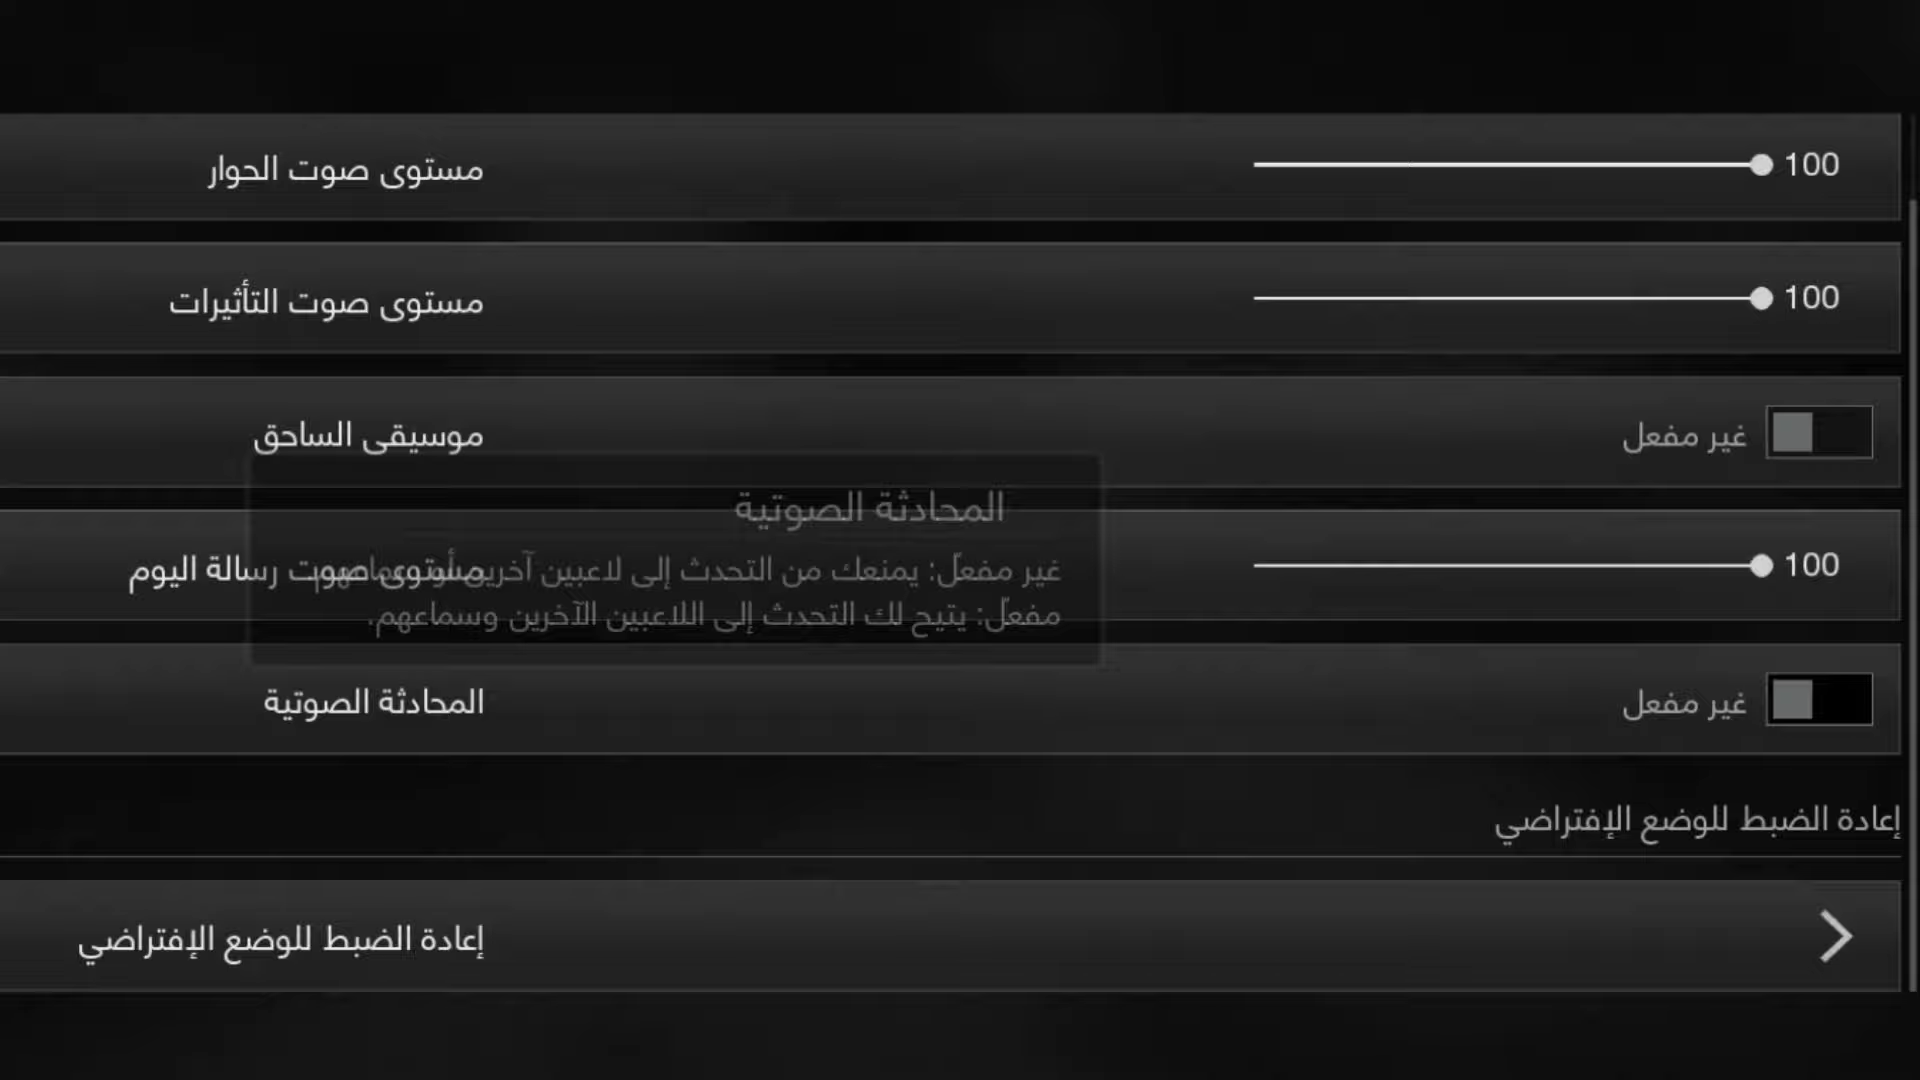 مستوى صوت الحوار
100
مستوى صوت التأثيرات
100
موسيقى الساحق
غير مفعل
المحادثة الصوتية
مستوى صوت رسالة اليوم
100
غير مفعّل: يمنعك من التحدث إلى لاعبين آخرين أو سماعهم.
مفعّل: يتيح لك التحدث إلى اللاعبين الآخرين وسماعهم.
المحادثة الصوتية
غير مفعل
إعادة الضبط للوضع الإفتراضي
إعادة الضبط للوضع الإفتراضي